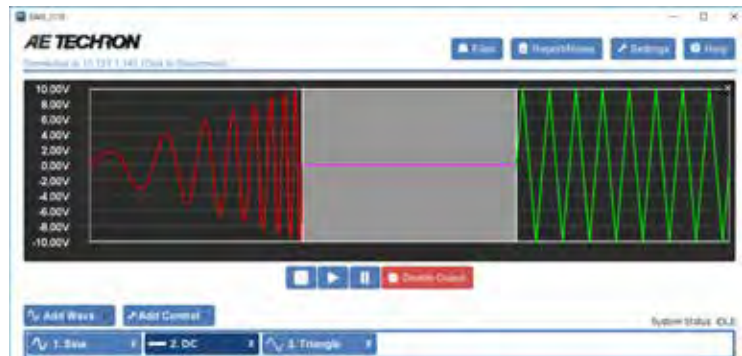 AE TECHRON
Files
Report/Notes
Settings
Help
10.00V
8.00V
6.00V
4.00V
2.00V
0.00V
-2.00V
-4.00V
-6.00V
-8.00V
-10.00V
Disable Output
Add Wave
Add Control
System Status: IDLE
1. Sine x
2. DC x
3. Triangle x